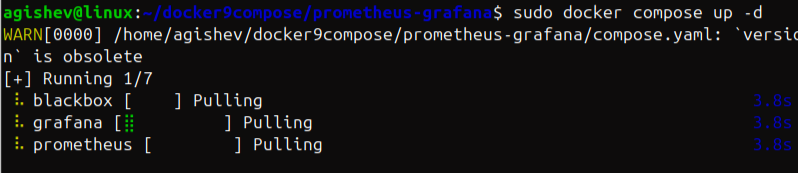 agishev@linux:~/docker9compose/prometheus-grafana$ sudo docker compose up -d
WARN[0000] /home/agishev/docker9compose/prometheus-grafana/compose.yaml: `versio
n` is obsolete
[+] Running 1/7
⠧ blackbox [     ] Pulling 3.8s
⠧ grafana [⣿         ] Pulling 3.8s
⠧ prometheus [         ] Pulling 3.8s